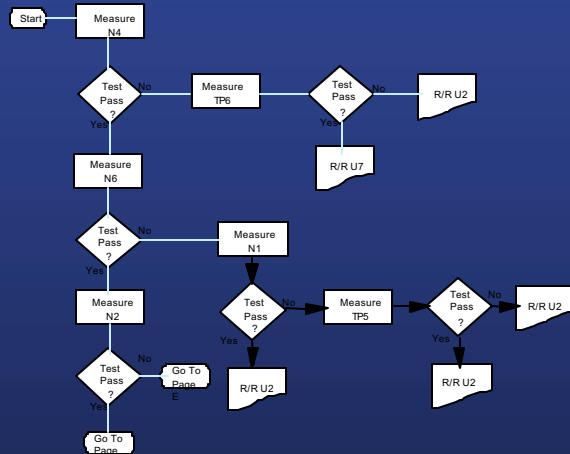 Start
Measure
N4
Test
Pass
?
No
Yes
Measure
TP6
Test
Pass
?
No
Yes
R/R U2
R/R U7
Measure
N6
Test
Pass
?
No
Yes
Measure
N1
Test
Pass
?
No
Yes
Measure
TP5
Test
Pass
?
No
Yes
R/R U2
R/R U2
R/R U2
Measure
N2
Test
Pass
?
No
Yes
Go To
Page
E
Go To
Page